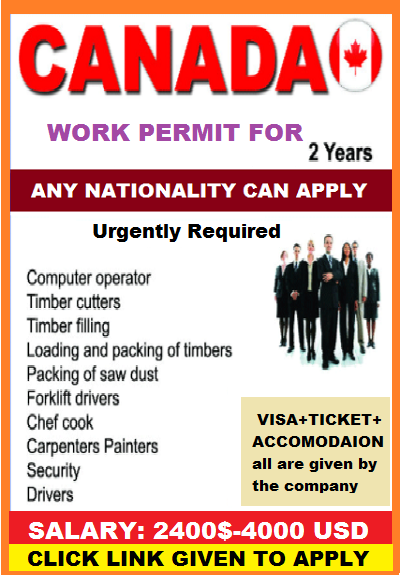 CANADA
WORK PERMIT FOR
2 Years
ANY NATIONALITY CAN APPLY
Urgently Required
Computer operator
Timber cutters
Timber filling
Loading and packing of timbers
Packing of saw dust
Forklift drivers
Chef cook
Carpenters Painters
Security
Drivers
VISA+TICKET+
ACCOMODAION
all are given by
the company
SALARY: 2400$-4000 USD
CLICK LINK GIVEN TO APPLY